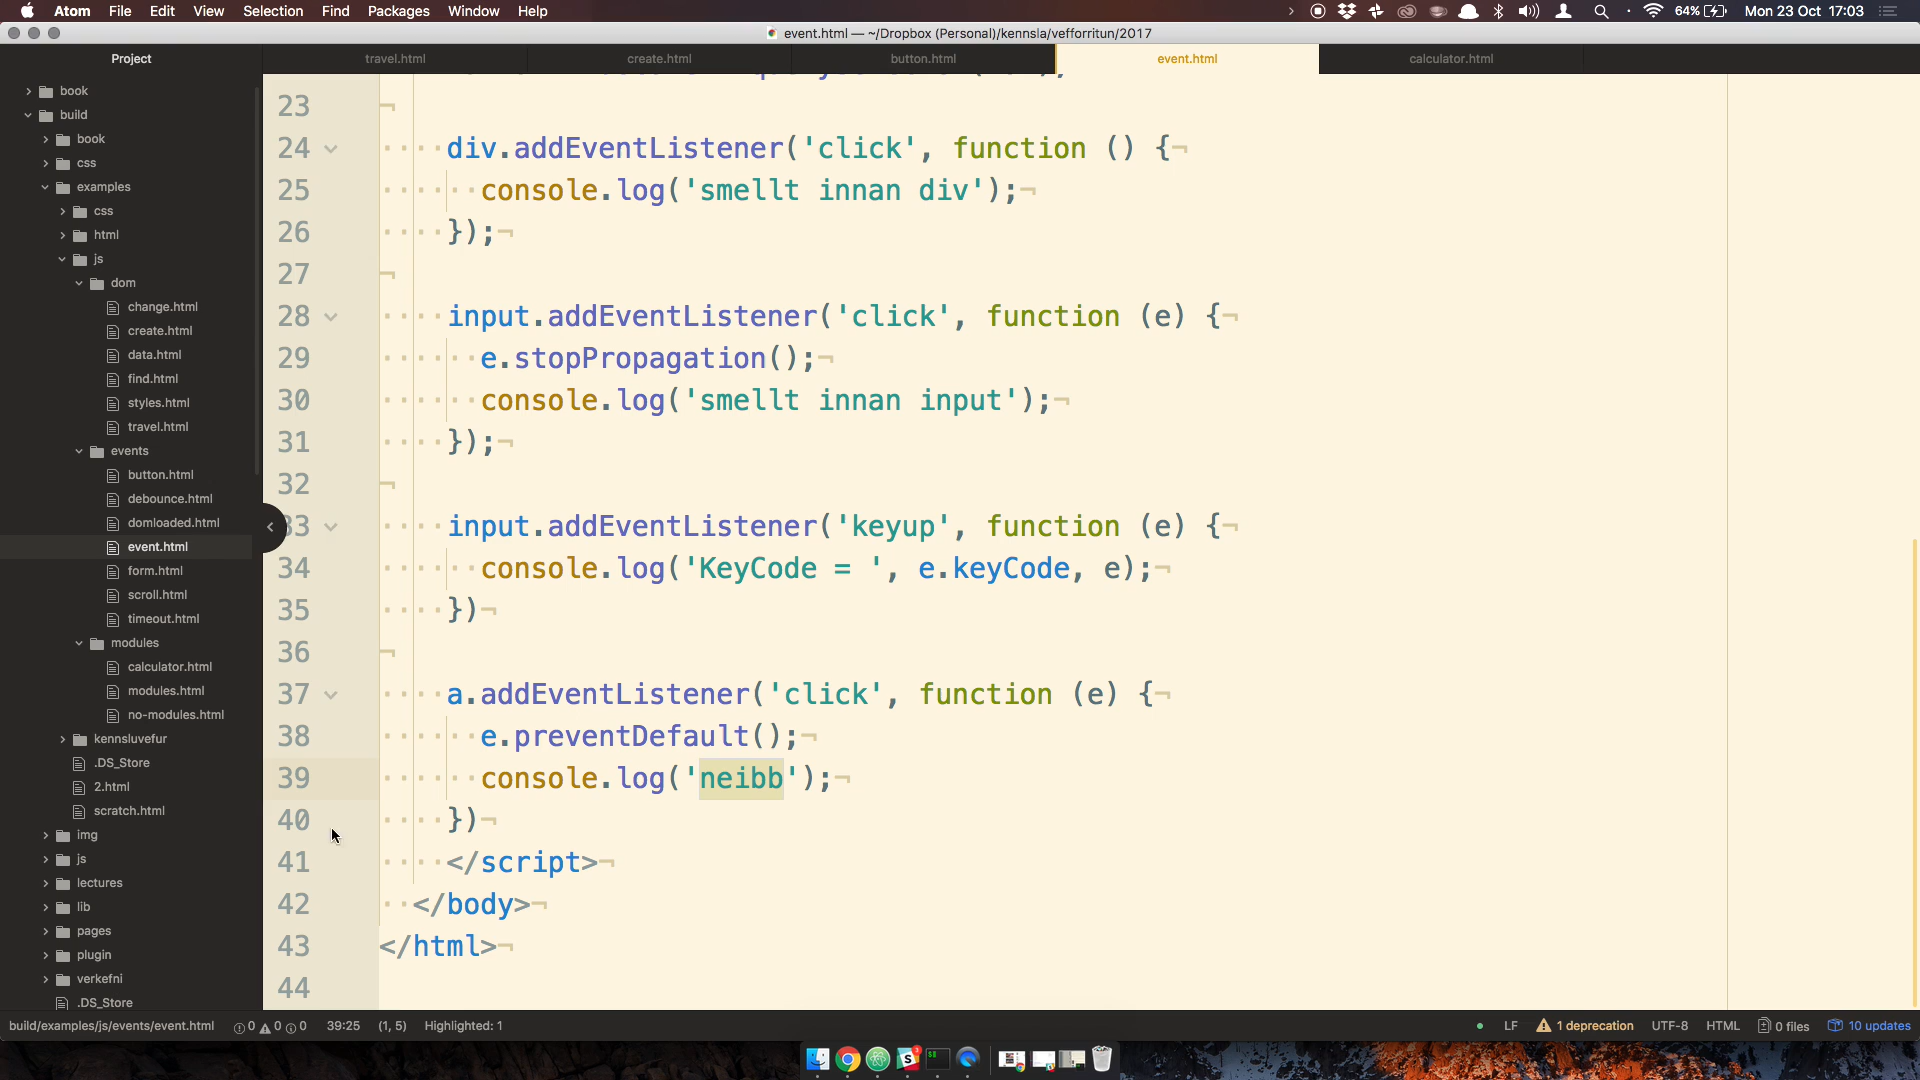 Atom File Edit View Selection Find Packages Window Help
64% Mon 23 Oct 17:03
event.html — ~/Dropbox (Personal)/kennsla/vefforritun/2017
Project
travel.html
create.html
button.html
event.html
calculator.html
book
build
book
css
examples
css
html
js
dom
change.html
create.html
data.html
find.html
styles.html
travel.html
events
button.html
debounce.html
domloaded.html
event.html
form.html
scroll.html
timeout.html
modules
calculator.html
modules.html
no-modules.html
kennsluvefur
.DS_Store
2.html
scratch.html
img
js
lectures
lib
pages
plugin
verkefni
.DS_Store
23
24 div.addEventListener('click', function () {
25 console.log('smellt innan div');
26 });
27
28 input.addEventListener('click', function (e) {
29 e.stopPropagation();
30 console.log('smellt innan input');
31 });
32
33 input.addEventListener('keyup', function (e) {
34 console.log('KeyCode = ', e.keyCode, e);
35 })
36
37 a.addEventListener('click', function (e) {
38 e.preventDefault();
39 console.log('neibb');
40 })
41 </script>
42 </body>
43 </html>
44
build/examples/js/events/event.html 0 0 0 39:25 (1, 5) Highlighted: 1
LF 1 deprecation UTF-8 HTML 0 files 10 updates